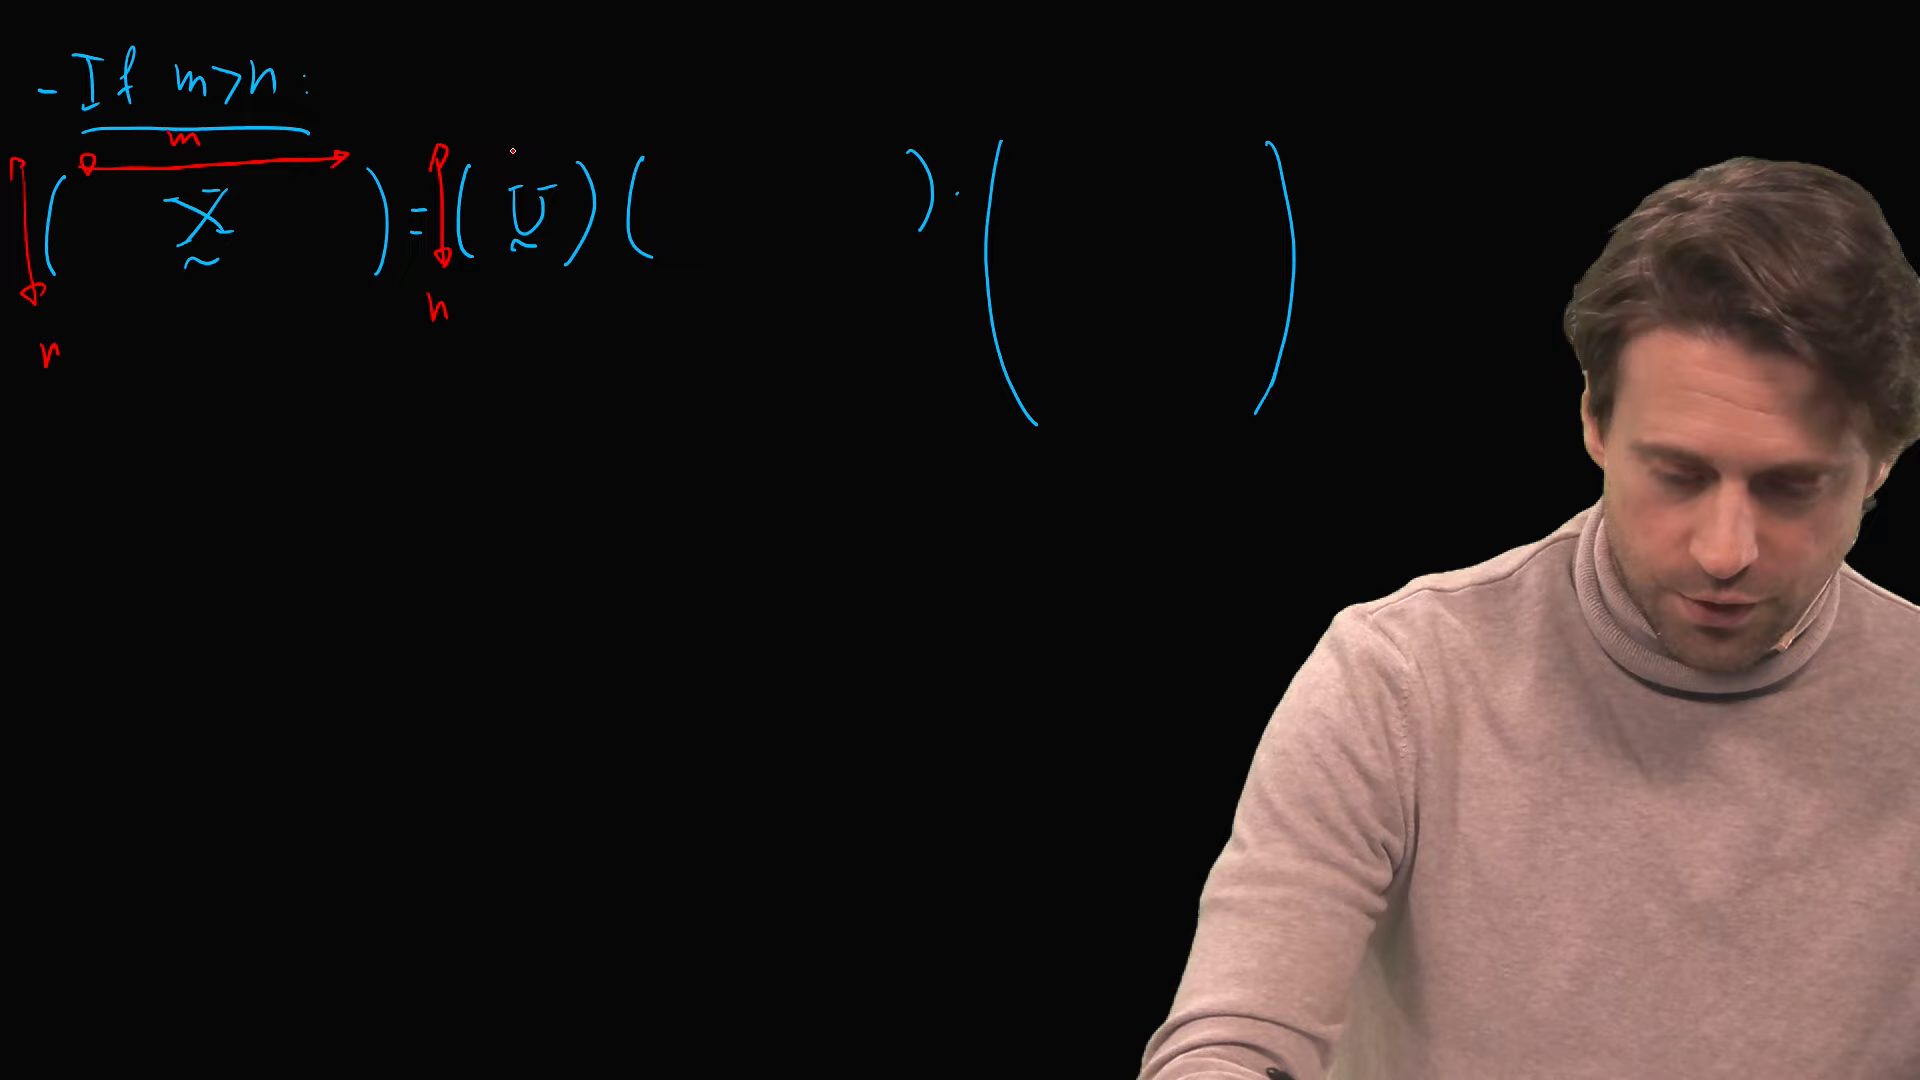 - If m>n:
m
( X ) = ( U ) ( ) · ( )
n
n